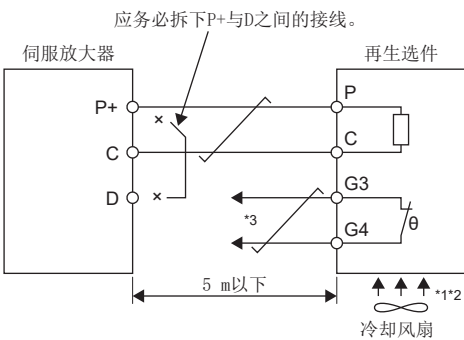 应务必拆下P+与D之间的接线。
伺服放大器
再生选件
P+
P
C
C
D
G3
*3
G4
θ
5 m以下
*1*2
冷却风扇